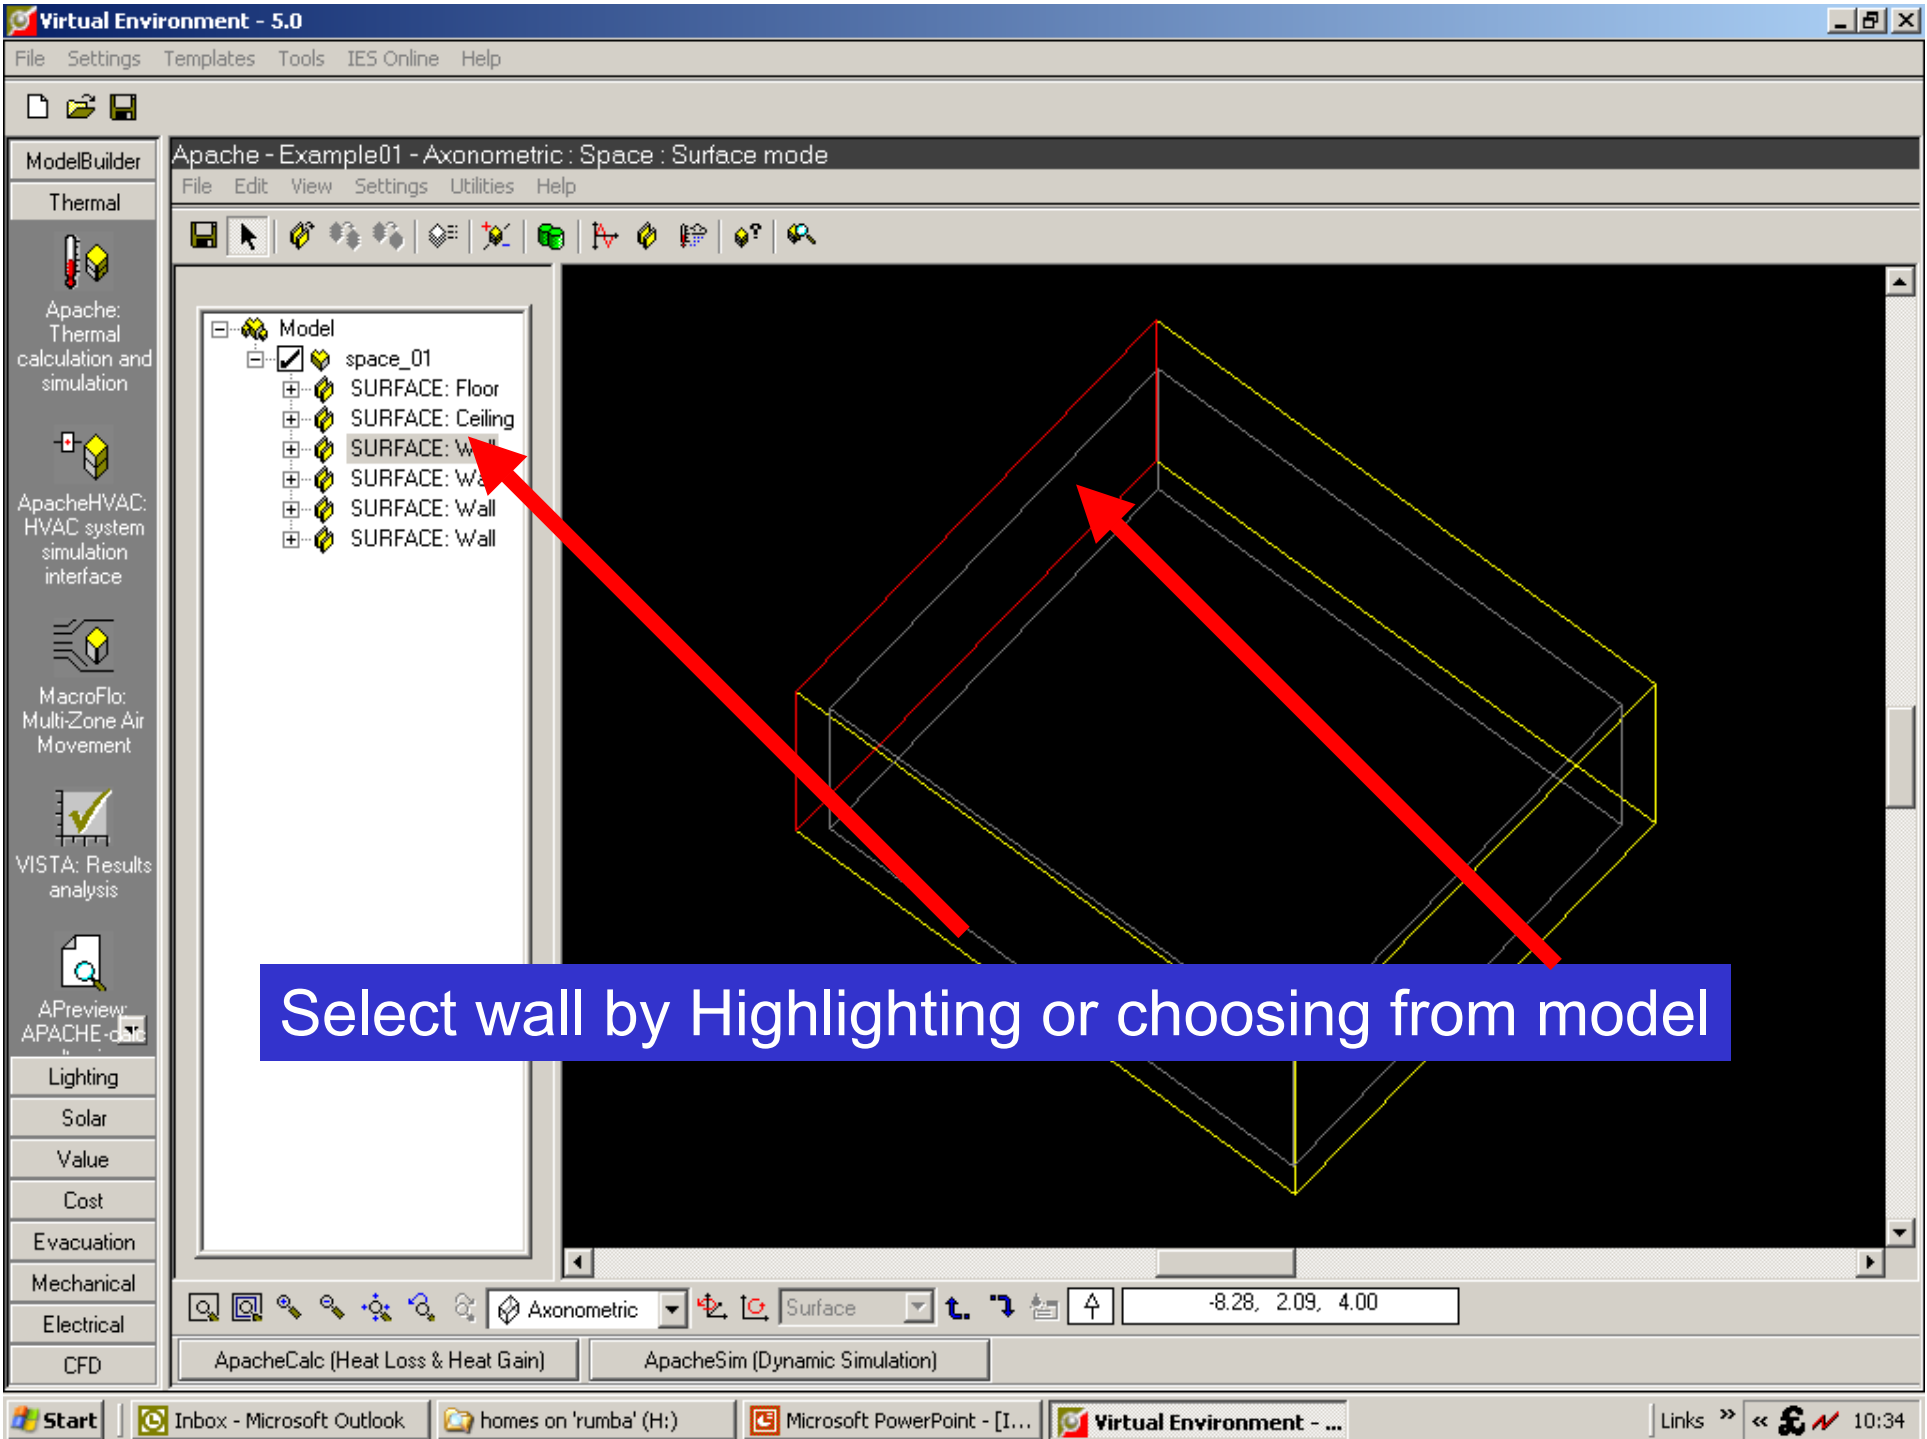 Virtual Environment - 5.0
File Settings Templates Tools IES Online Help
ModelBuilder
Thermal
Apache:
Thermal
calculation and
simulation
ApacheHVAC:
HVAC system
simulation
interface
MacroFlo:
Multi-Zone Air
Movement
VISTA: Results
analysis
APreview:
APACHE-calc
Lighting
Solar
Value
Cost
Evacuation
Mechanical
Electrical
CFD
Apache - Example01 - Axonometric : Space : Surface mode
File Edit View Settings Utilities Help
Model
space_01
SURFACE: Floor
SURFACE: Ceiling
SURFACE: Wall
SURFACE: Wall
SURFACE: Wall
SURFACE: Wall
Select wall by Highlighting or choosing from model
Axonometric Surface -8.28, 2.09, 4.00
ApacheCalc (Heat Loss & Heat Gain) ApacheSim (Dynamic Simulation)
Start Inbox - Microsoft Outlook homes on 'rumba' (H:) Microsoft PowerPoint - [I... Virtual Environment - ... Links » « 10:34